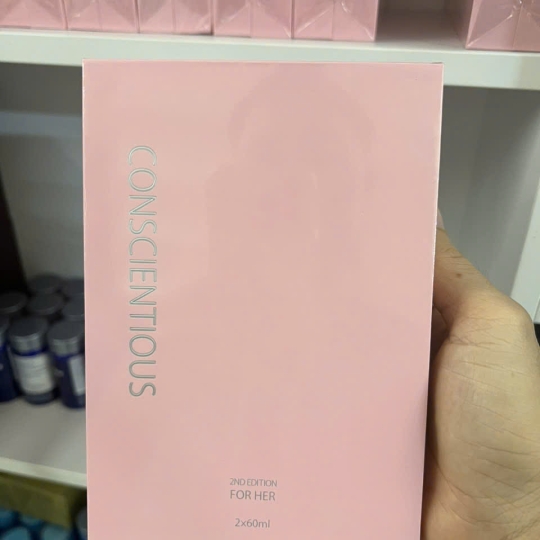 CONSCIENTIOUS
2ND EDITION
FOR HER
2x60ml